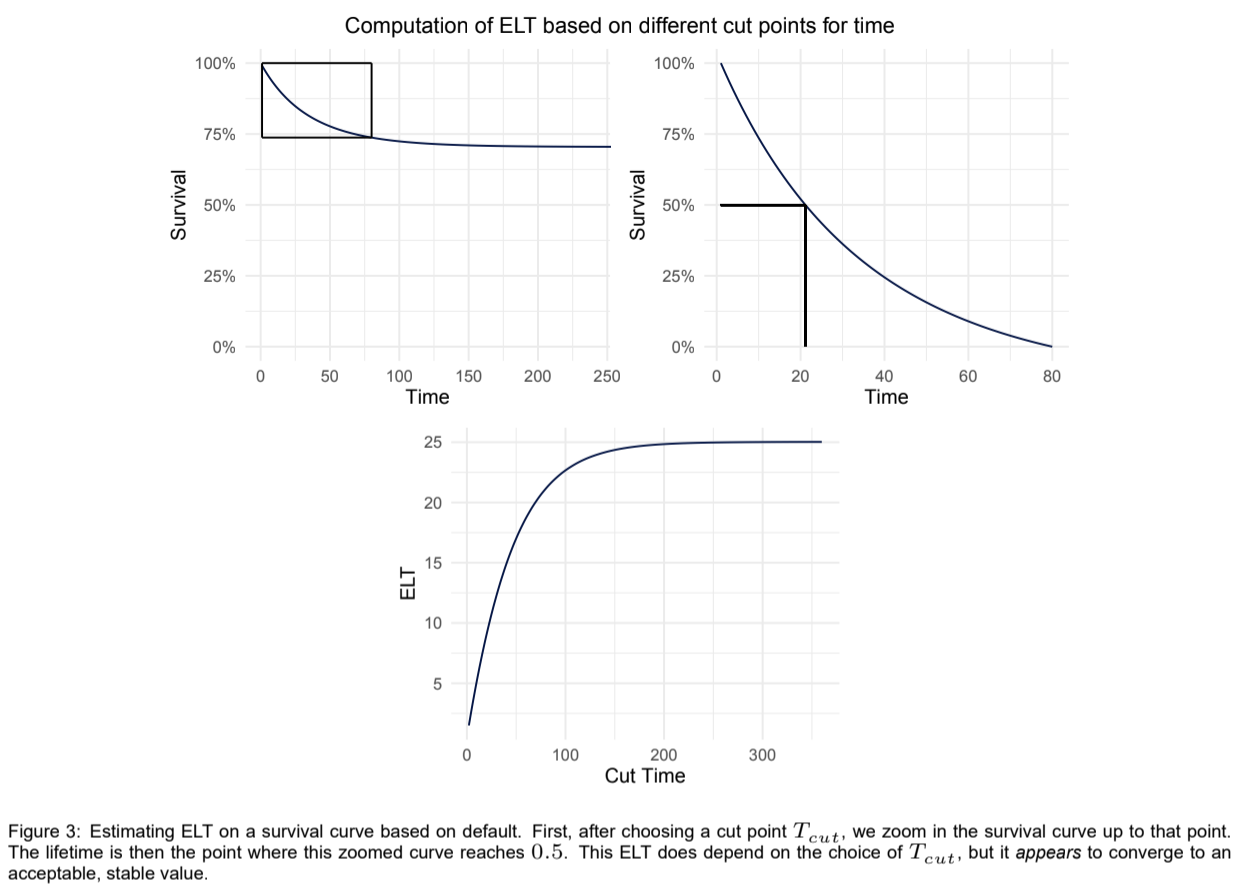 Computation of ELT based on different cut points for time
100%
75%
50%
25%
0%
Survival
0 50 100 150 200 250
Time
100%
75%
50%
25%
0%
Survival
0 20 40 60 80
Time
25
20
15
10
5
ELT
0 100 200 300
Cut Time
Figure 3: Estimating ELT on a survival curve based on default. First, after choosing a cut point T_cut, we zoom in the survival curve up to that point.
The lifetime is then the point where this zoomed curve reaches 0.5. This ELT does depend on the choice of T_cut, but it appears to converge to an
acceptable, stable value.